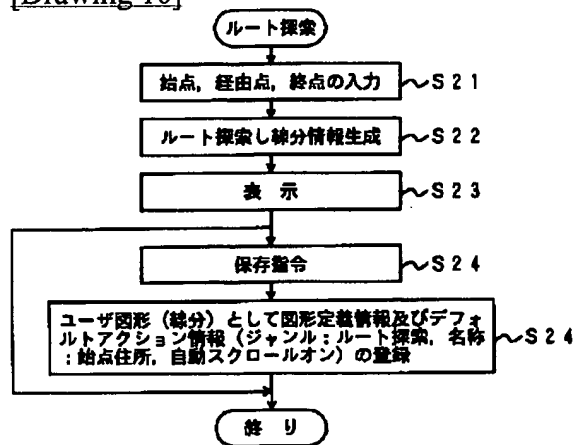 [Drawing 10]
ルート探索
始点，経由点，終点の入力 ～S21
ルート探索し線分情報生成 ～S22
表 示 ～S23
保存指令 ～S24
ユーザ図形（線分）として図形定義情報及びデフォ
ルトアクション情報（ジャンル：ルート探索，名称 ～S24
：始点住所，自動スクロールオン）の登録
終 り